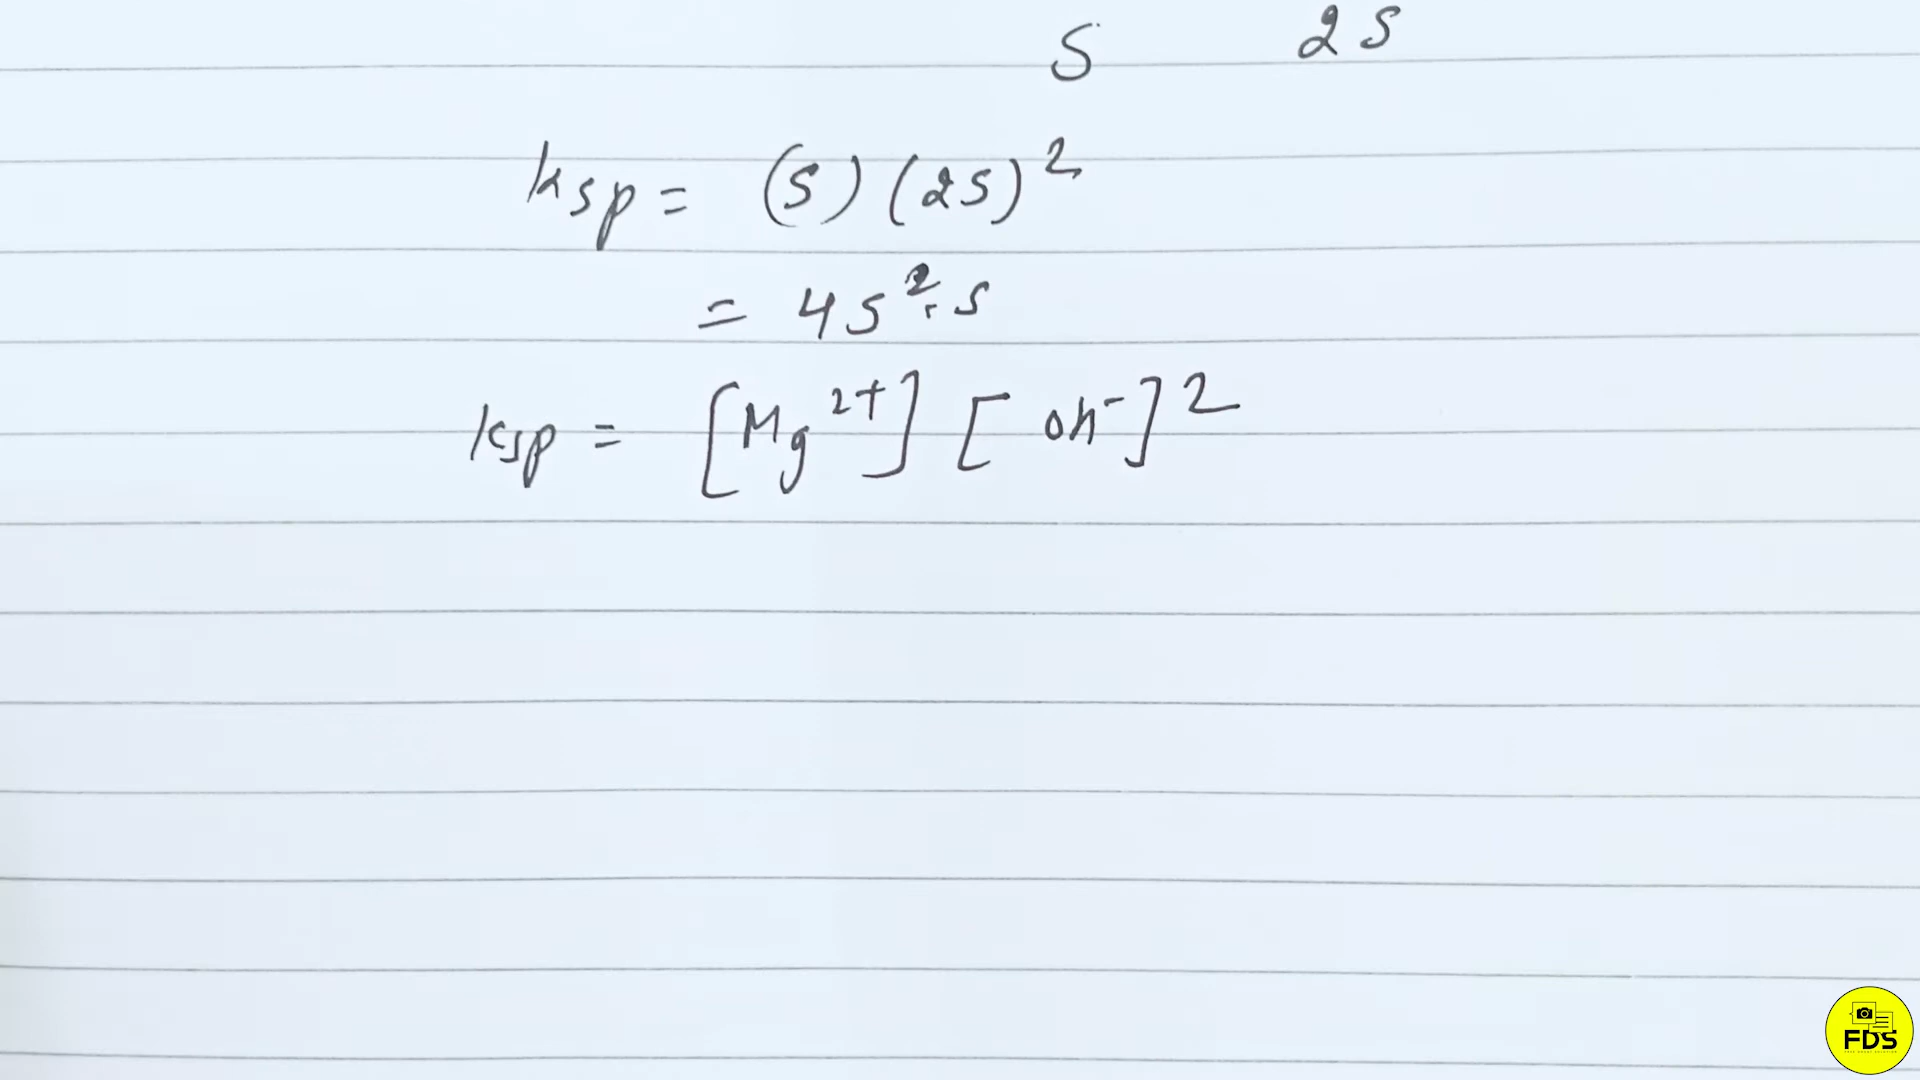 S 2S
ksp = (S) (2S)²
= 4S².S
ksp = [Mg²⁺] [OH⁻]²
FDS